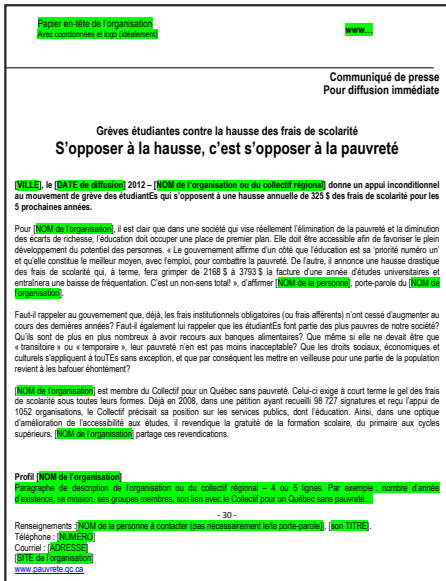 Papier en-tête de l'organisation
Avec coordonnées et logo (idéalement)
www...
Communiqué de presse
Pour diffusion immédiate
Grèves étudiantes contre la hausse des frais de scolarité
S'opposer à la hausse, c'est s'opposer à la pauvreté
[VILLE], le [DATE de diffusion] 2012 – [NOM de l'organisation ou du collectif régional] donne un appui inconditionnel
au mouvement de grève des étudiantEs qui s'opposent à une hausse annuelle de 325 $ des frais de scolarité pour les
5 prochaines années.
Pour [NOM de l'organisation], il est clair que dans une société qui vise réellement l'élimination de la pauvreté et la diminution
des écarts de richesse, l'éducation doit occuper une place de premier plan. Elle doit être accessible afin de favoriser le plein
développement du potentiel des personnes. « Le gouvernement affirme d'un côté que l'éducation est sa 'priorité numéro un'
et qu'elle constitue le meilleur moyen, avec l'emploi, pour combattre la pauvreté. De l'autre, il annonce une hausse drastique
des frais de scolarité qui, à terme, fera grimper de 2168 $ à 3793 $ la facture d'une année d'études universitaires et
entraînera une baisse de fréquentation. C'est un non-sens total! », d'affirmer [NOM de la personne], porte-parole du [NOM de
l'organisation].
Faut-il rappeler au gouvernement que, déjà, les frais institutionnels obligatoires (ou frais afférents) n'ont cessé d'augmenter au
cours des dernières années? Faut-il également lui rappeler que les étudiantEs font partie des plus pauvres de notre société?
Qu'ils sont de plus en plus nombreux à avoir recours aux banques alimentaires? Que même si elle ne devait être que
« transitoire » ou « temporaire », leur pauvreté n'en est pas moins inacceptable? Que les droits sociaux, économiques et
culturels s'appliquent à touTEs sans exception, et que par conséquent les mettre en veilleuse pour une partie de la population
revient à les bafouer éhontément?
[NOM de l'organisation] est membre du Collectif pour un Québec sans pauvreté. Celui-ci exige à court terme le gel des frais
de scolarité sous toutes leurs formes. Déjà en 2008, dans une pétition ayant recueilli 98 727 signatures et reçu l'appui de
1052 organisations, le Collectif précisait sa position sur les services publics, dont l'éducation. Ainsi, dans une optique
d'amélioration de l'accessibilité aux études, il revendique la gratuité de la formation scolaire, du primaire aux cycles
supérieurs. [NOM de l'organisation] partage ces revendications.
Profil [NOM de l'organisation]
Paragraphe de description de l'organisation ou du collectif régional – 4 ou 5 lignes. Par exemple : nombre d'année
d'existence, sa mission, ses groupes membres, son lien avec le Collectif pour un Québec sans pauvreté…
- 30 -
Renseignements : [NOM de la personne à contacter (pas nécessairement le/la porte-parole)], [son TITRE].
Téléphone : [NUMÉRO]
Courriel : [ADRESSE]
[SITE de l'organisation]
www.pauvrete.qc.ca